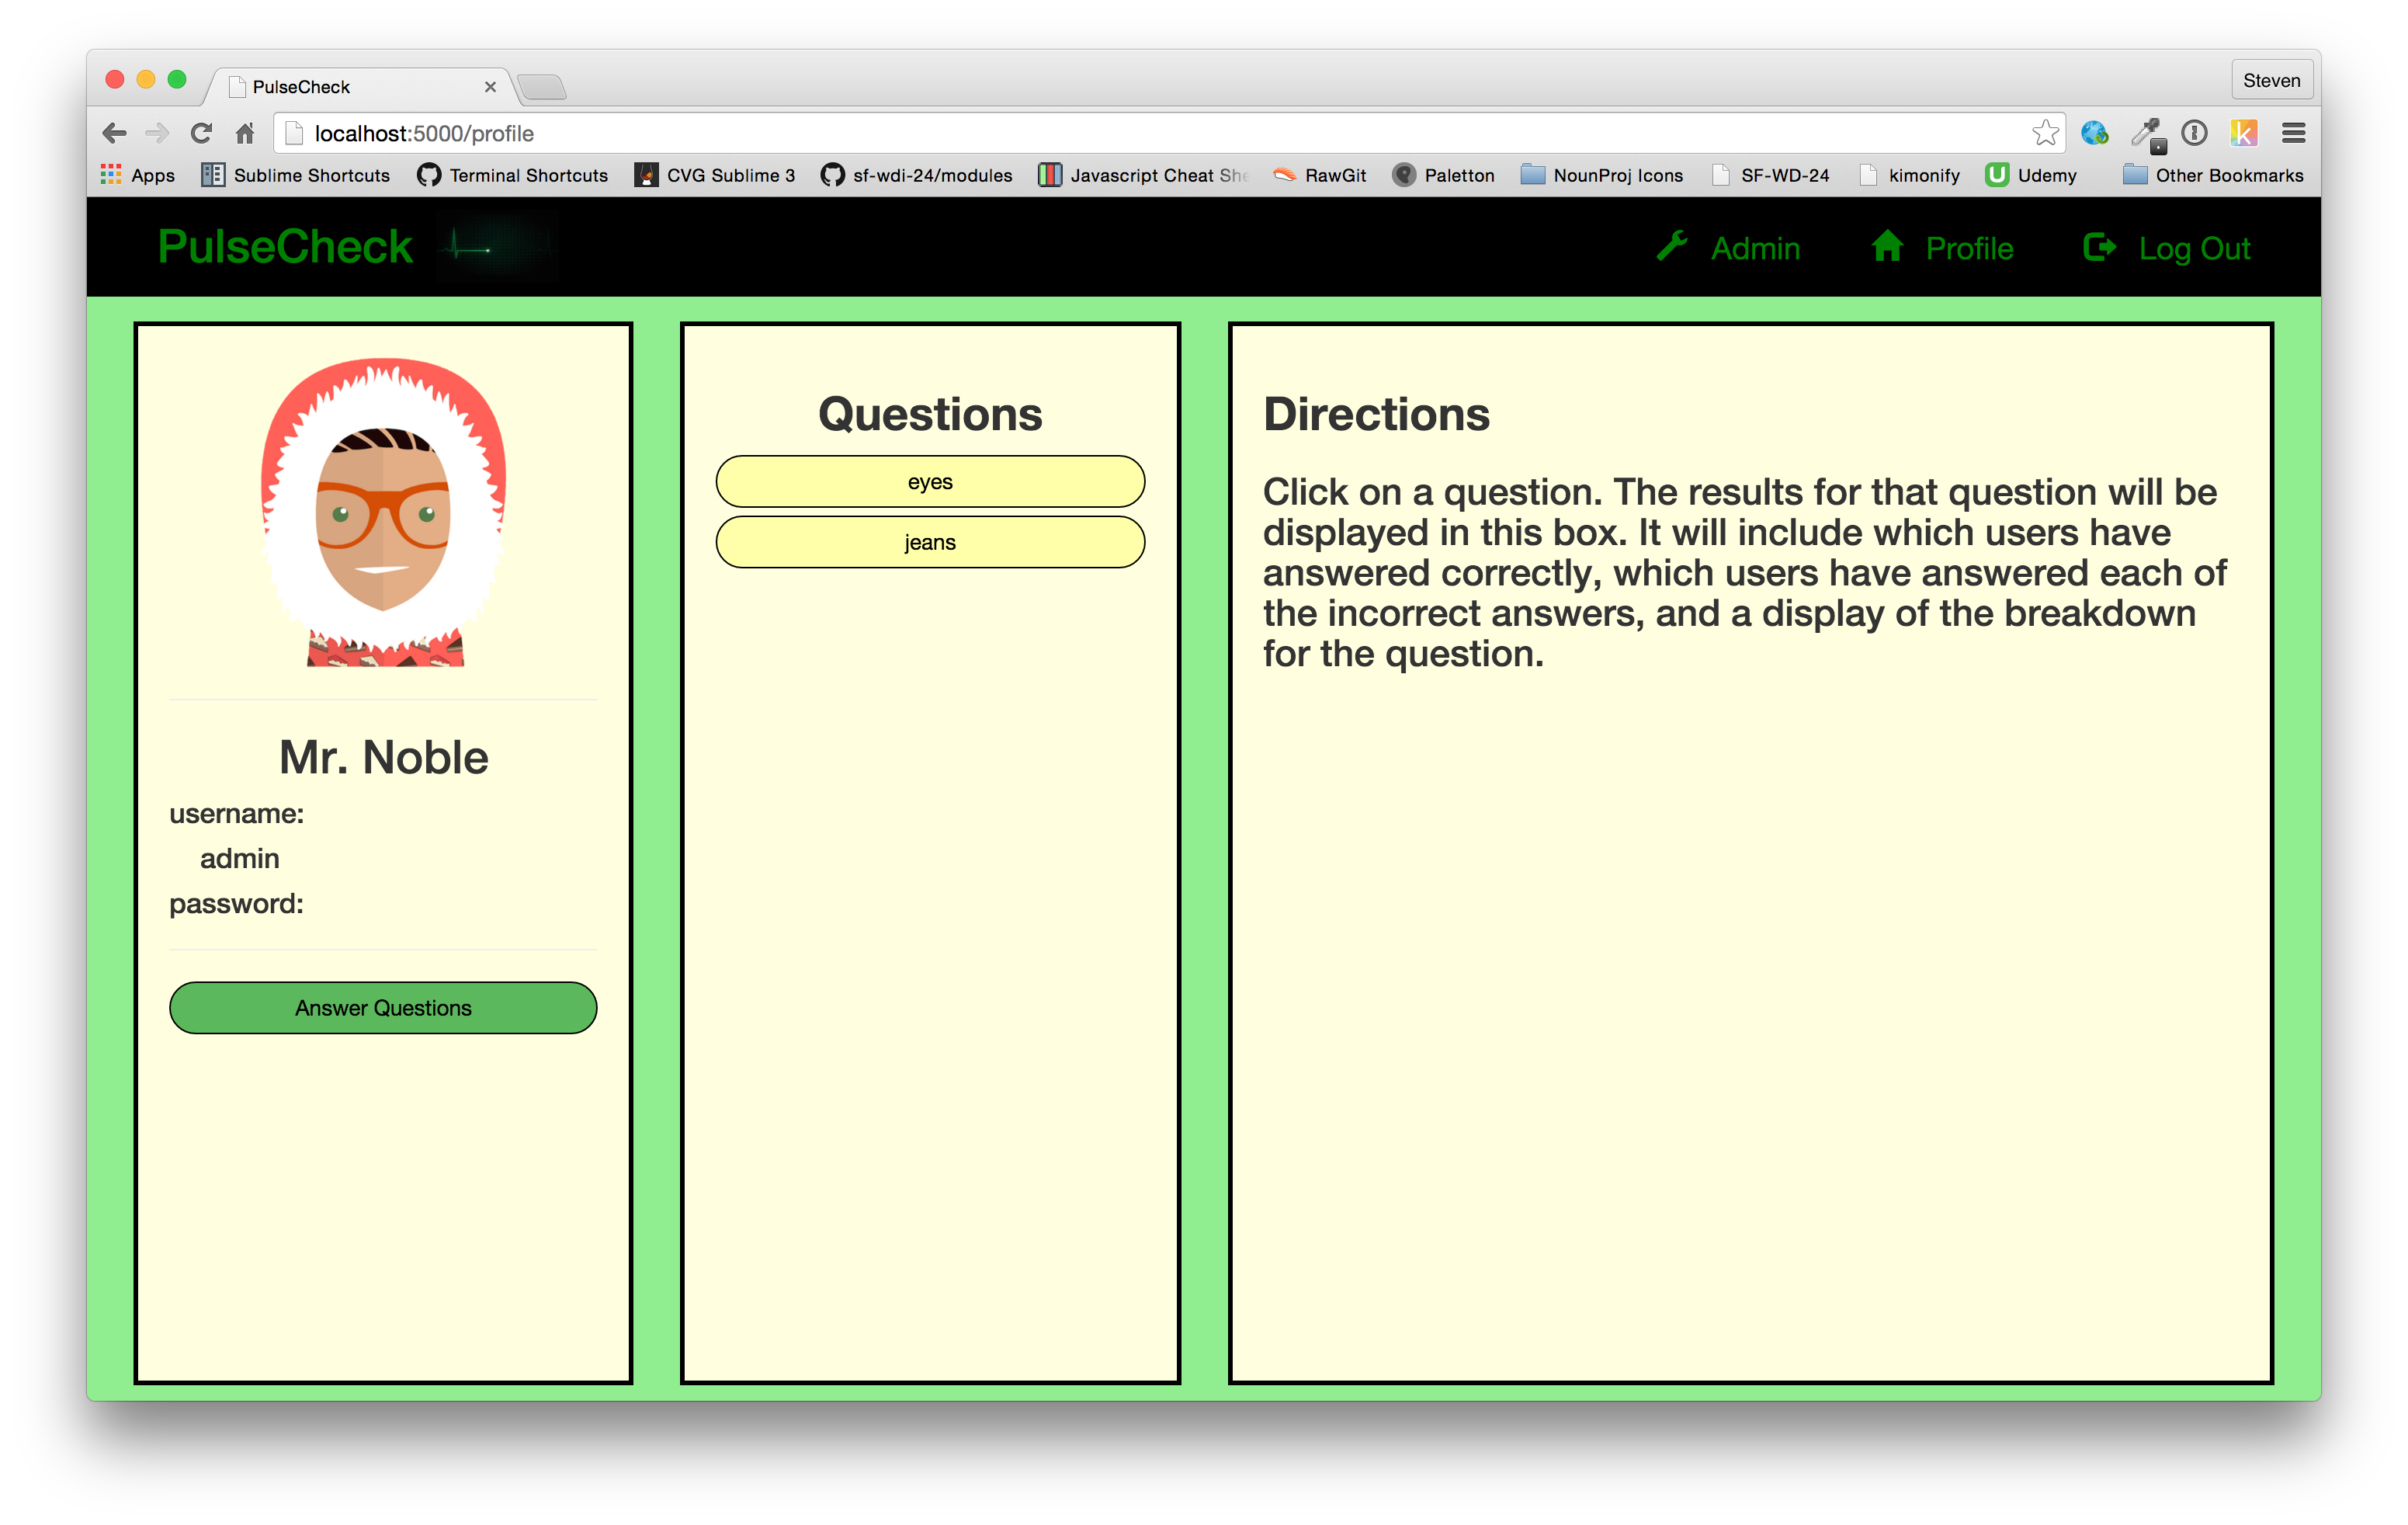 PulseCheck
Steven
localhost:5000/profile
Apps
Sublime Shortcuts
Terminal Shortcuts
CVG Sublime 3
sf-wdi-24/modules
Javascript Cheat She
RawGit
Paletton
NounProj Icons
SF-WD-24
kimonify
Udemy
Other Bookmarks
PulseCheck
Admin
Profile
Log Out
Mr. Noble
username:
admin
password:
Answer Questions
Questions
eyes
jeans
Directions
Click on a question. The results for that question will be
displayed in this box. It will include which users have
answered correctly, which users have answered each of
the incorrect answers, and a display of the breakdown
for the question.